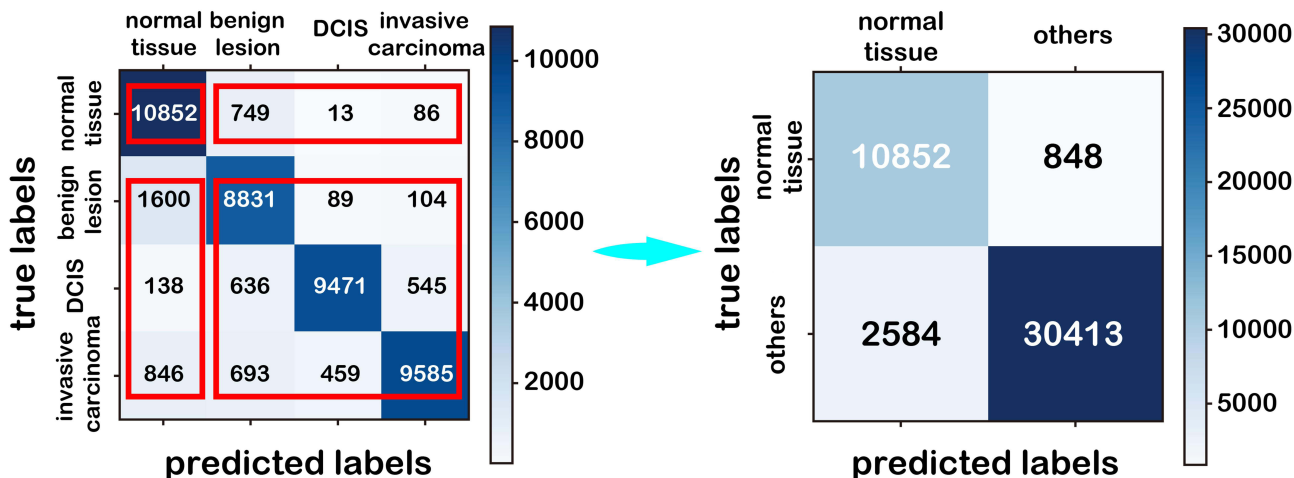 normal tissue
benign lesion
DCIS
invasive carcinoma
true labels
normal tissue
10852 749 13 86
benign lesion
1600 8831 89 104
DCIS
138 636 9471 545
invasive carcinoma
846 693 459 9585
predicted labels
10000
8000
6000
4000
2000
normal tissue
others
true labels
normal tissue
10852 848
others
2584 30413
predicted labels
30000
25000
20000
15000
10000
5000